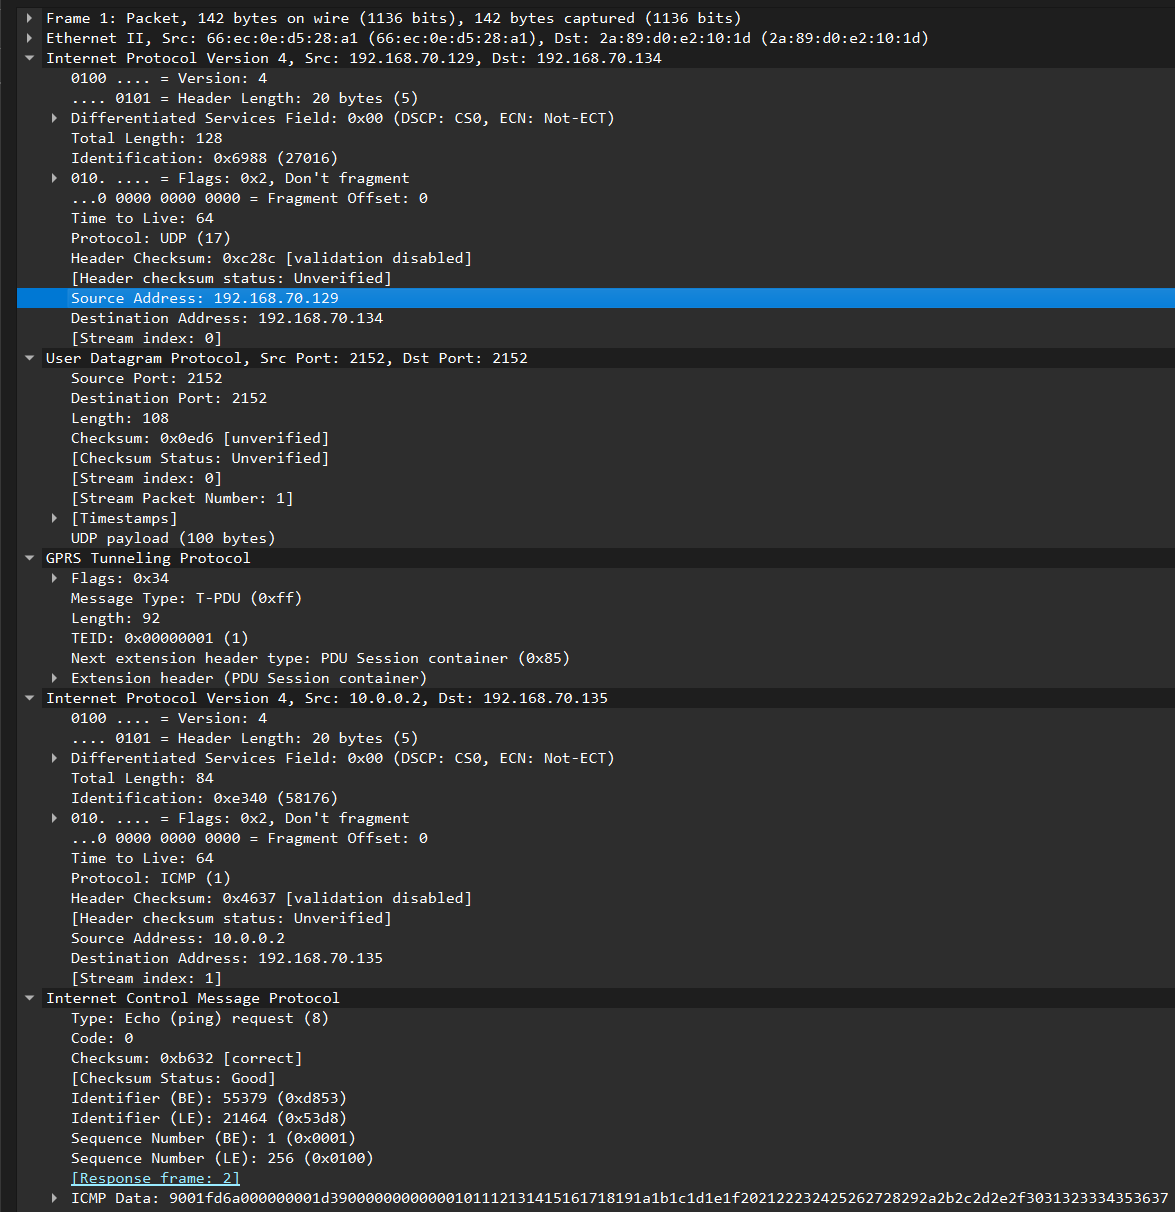 Frame 1: Packet, 142 bytes on wire (1136 bits), 142 bytes captured (1136 bits)
Ethernet II, Src: 66:ec:0e:d5:28:a1 (66:ec:0e:d5:28:a1), Dst: 2a:89:d0:e2:10:1d (2a:89:d0:e2:10:1d)
Internet Protocol Version 4, Src: 192.168.70.129, Dst: 192.168.70.134
0100 .... = Version: 4
.... 0101 = Header Length: 20 bytes (5)
Differentiated Services Field: 0x00 (DSCP: CS0, ECN: Not-ECT)
Total Length: 128
Identification: 0x6988 (27016)
010. .... = Flags: 0x2, Don't fragment
...0 0000 0000 0000 = Fragment Offset: 0
Time to Live: 64
Protocol: UDP (17)
Header Checksum: 0xc28c [validation disabled]
[Header checksum status: Unverified]
Source Address: 192.168.70.129
Destination Address: 192.168.70.134
[Stream index: 0]
User Datagram Protocol, Src Port: 2152, Dst Port: 2152
Source Port: 2152
Destination Port: 2152
Length: 108
Checksum: 0x0ed6 [unverified]
[Checksum Status: Unverified]
[Stream index: 0]
[Stream Packet Number: 1]
[Timestamps]
UDP payload (100 bytes)
GPRS Tunneling Protocol
Flags: 0x34
Message Type: T-PDU (0xff)
Length: 92
TEID: 0x00000001 (1)
Next extension header type: PDU Session container (0x85)
Extension header (PDU Session container)
Internet Protocol Version 4, Src: 10.0.0.2, Dst: 192.168.70.135
0100 .... = Version: 4
.... 0101 = Header Length: 20 bytes (5)
Differentiated Services Field: 0x00 (DSCP: CS0, ECN: Not-ECT)
Total Length: 84
Identification: 0xe340 (58176)
010. .... = Flags: 0x2, Don't fragment
...0 0000 0000 0000 = Fragment Offset: 0
Time to Live: 64
Protocol: ICMP (1)
Header Checksum: 0x4637 [validation disabled]
[Header checksum status: Unverified]
Source Address: 10.0.0.2
Destination Address: 192.168.70.135
[Stream index: 1]
Internet Control Message Protocol
Type: Echo (ping) request (8)
Code: 0
Checksum: 0xb632 [correct]
[Checksum Status: Good]
Identifier (BE): 55379 (0xd853)
Identifier (LE): 21464 (0x53d8)
Sequence Number (BE): 1 (0x0001)
Sequence Number (LE): 256 (0x0100)
[Response frame: 2]
ICMP Data: 9001fd6a000000001d39000000000000101112131415161718191a1b1c1d1e1f202122232425262728292a2b2c2d2e2f3031323334353637